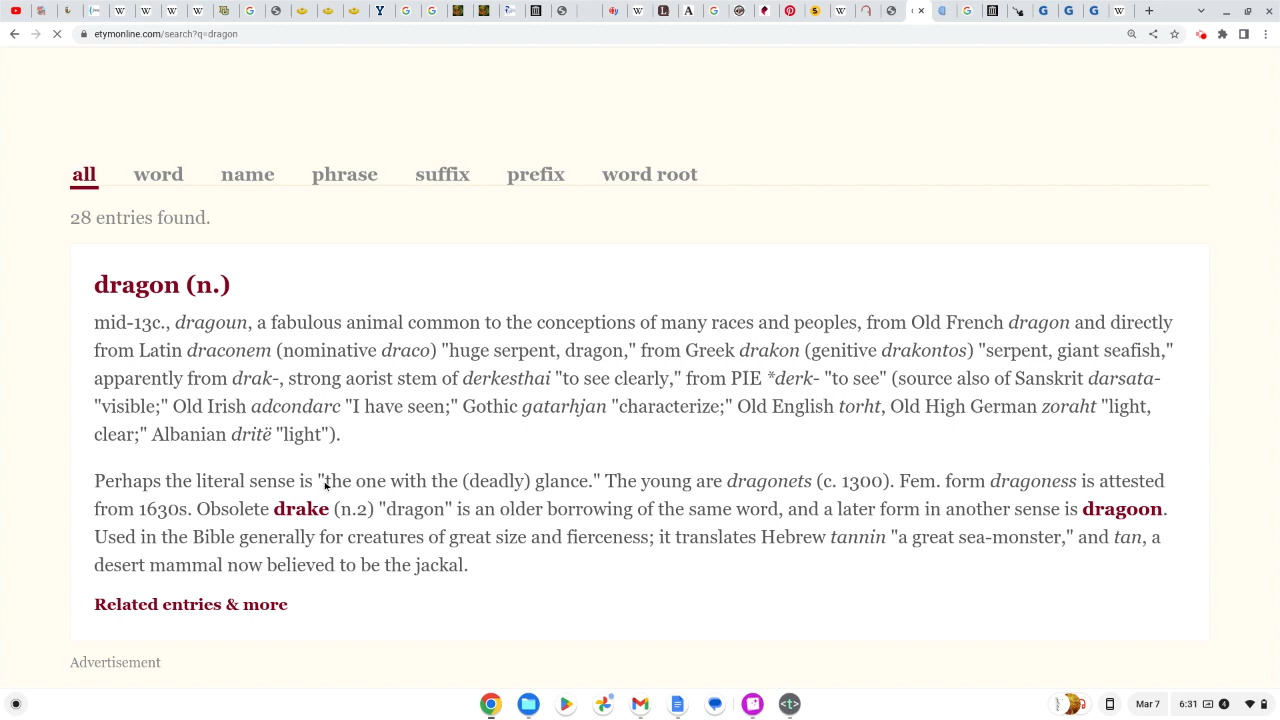 etymonline.com/search?q=dragon
all word name phrase suffix prefix word root
28 entries found.
dragon (n.)
mid-13c., dragoun, a fabulous animal common to the conceptions of many races and peoples, from Old French dragon and directly
from Latin draconem (nominative draco) "huge serpent, dragon," from Greek drakon (genitive drakontos) "serpent, giant seafish,"
apparently from drak-, strong aorist stem of derkesthai "to see clearly," from PIE *derk- "to see" (source also of Sanskrit darsata-
"visible;" Old Irish adcondarc "I have seen;" Gothic gatarhjan "characterize;" Old English torht, Old High German zoraht "light,
clear;" Albanian dritë "light").
Perhaps the literal sense is "the one with the (deadly) glance." The young are dragonets (c. 1300). Fem. form dragoness is attested
from 1630s. Obsolete drake (n.2) "dragon" is an older borrowing of the same word, and a later form in another sense is dragoon.
Used in the Bible generally for creatures of great size and fierceness; it translates Hebrew tannin "a great sea-monster," and tan, a
desert mammal now believed to be the jackal.
Related entries & more
Advertisement
Mar 7 6:31 4